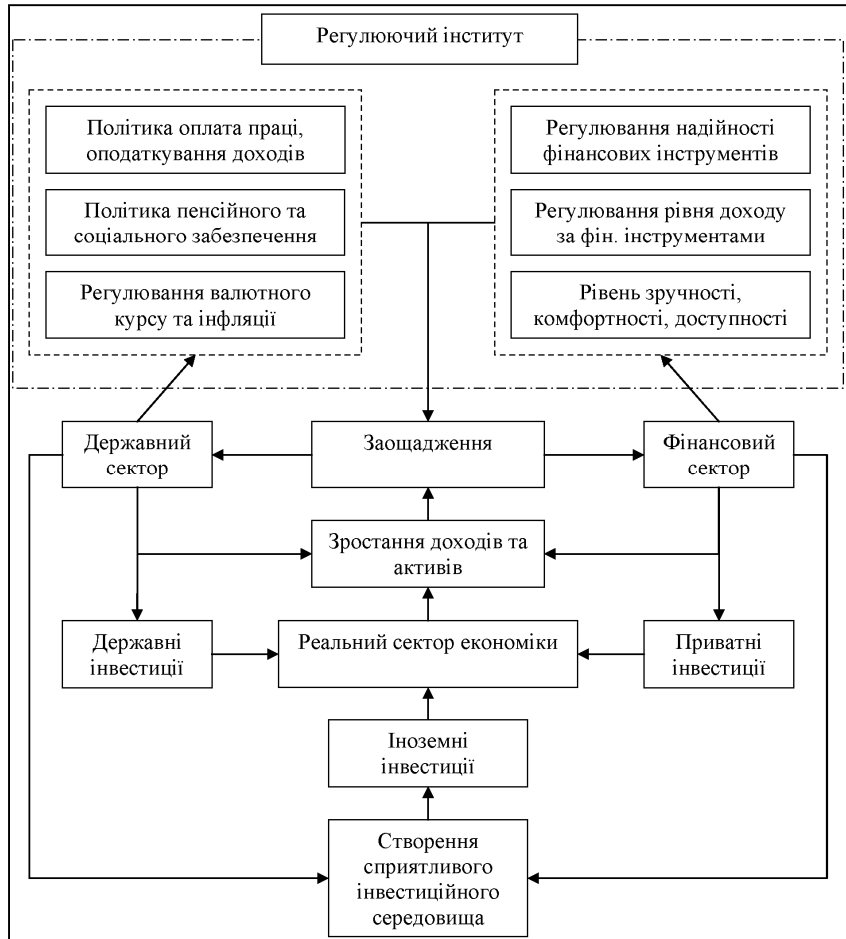 Регулюючий інститут
Політика оплата праці,
оподаткування доходів
Політика пенсійного та
соціального забезпечення
Регулювання валютного
курсу та інфляції
Регулювання надійності
фінансових інструментів
Регулювання рівня доходу
за фін. інструментами
Рівень зручності,
комфортності, доступності
Державний
сектор
Заощадження
Фінансовий
сектор
Зростання доходів та
активів
Державні
інвестиції
Реальний сектор економіки
Приватні
інвестиції
Іноземні
інвестиції
Створення
сприятливого
інвестиційного
середовища